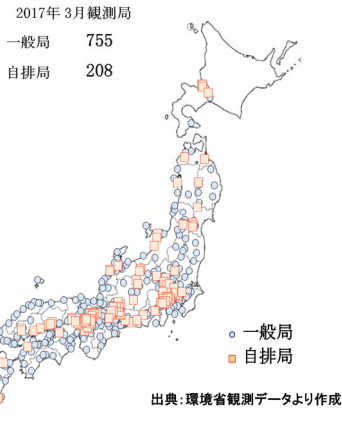 2017年 3月観測局
一般局 755
自排局 208
一般局
自排局
出典:環境省観測データより作成